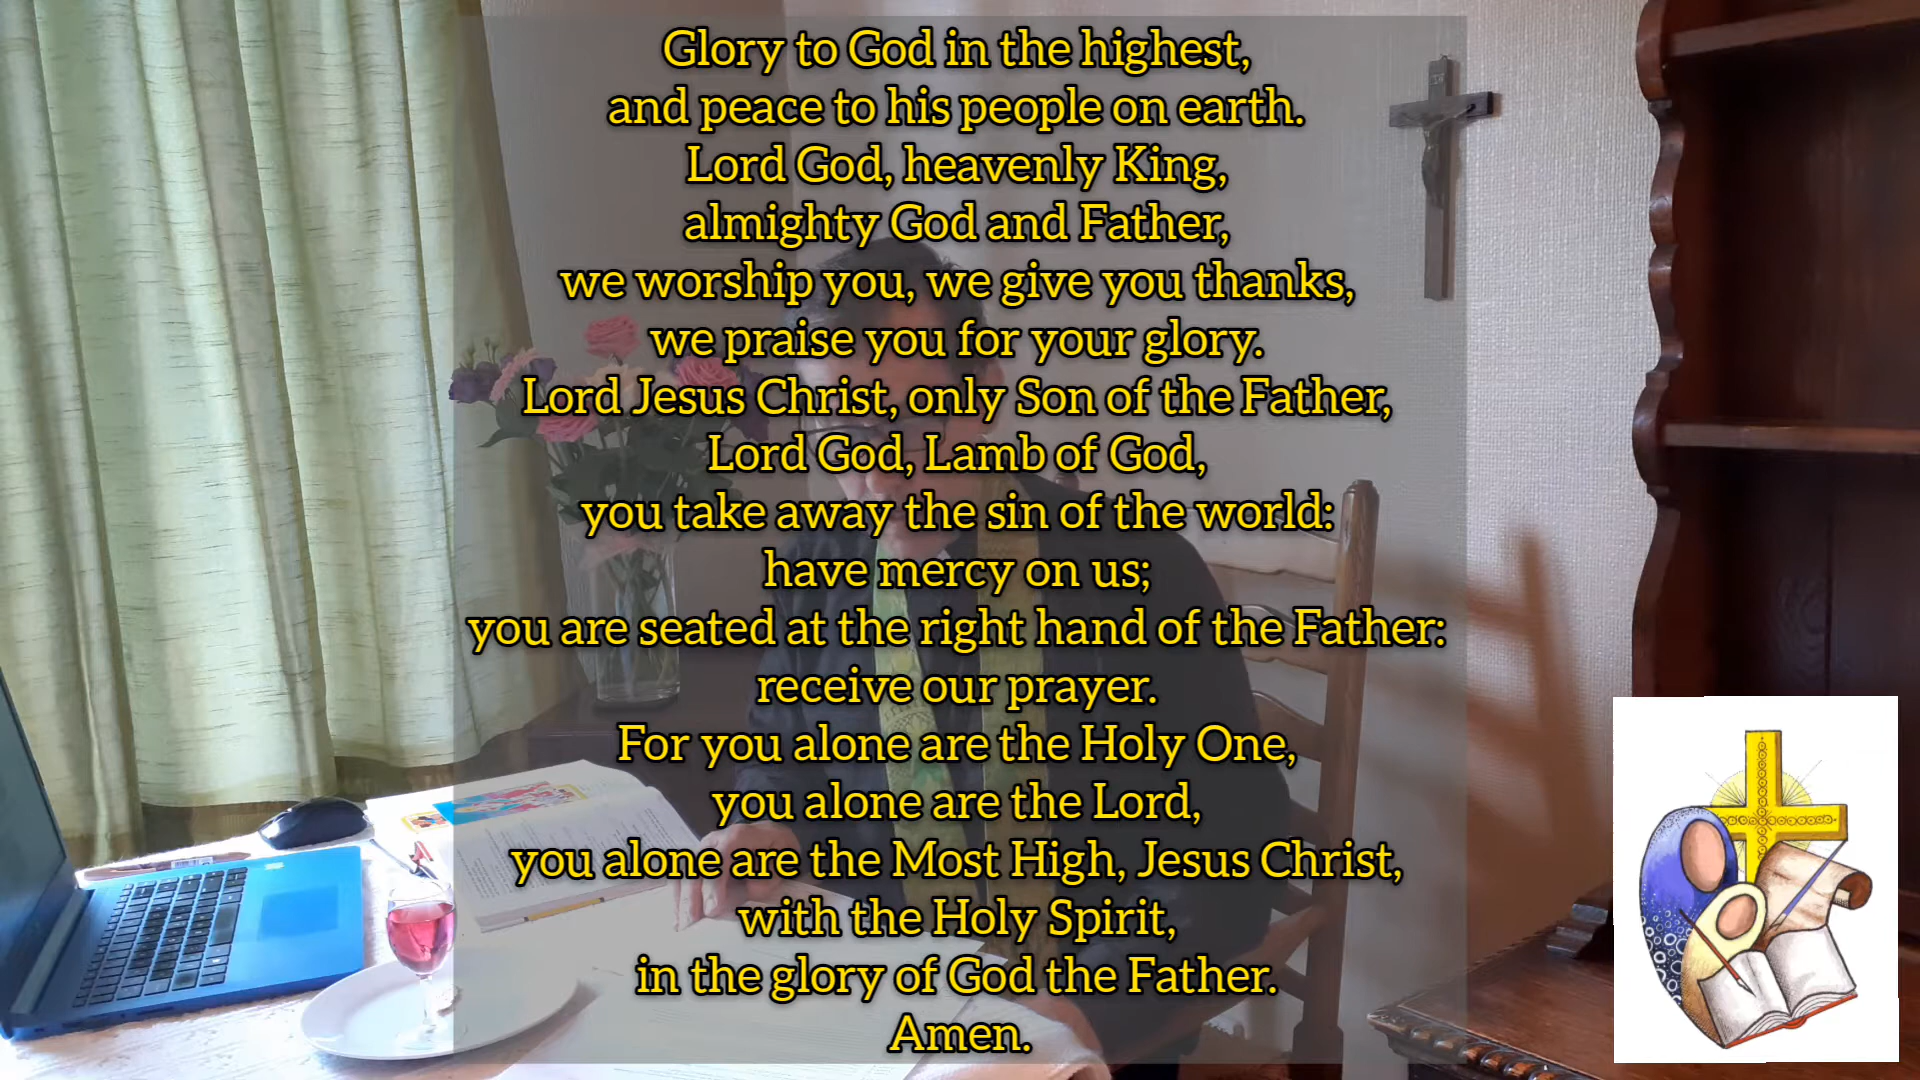 Glory to God in the highest,
and peace to his people on earth.
Lord God, heavenly King,
almighty God and Father,
we worship you, we give you thanks,
we praise you for your glory.
Lord Jesus Christ, only Son of the Father,
Lord God, Lamb of God,
you take away the sin of the world:
have mercy on us;
you are seated at the right hand of the Father:
receive our prayer.
For you alone are the Holy One,
you alone are the Lord,
you alone are the Most High, Jesus Christ,
with the Holy Spirit,
in the glory of God the Father.
Amen.